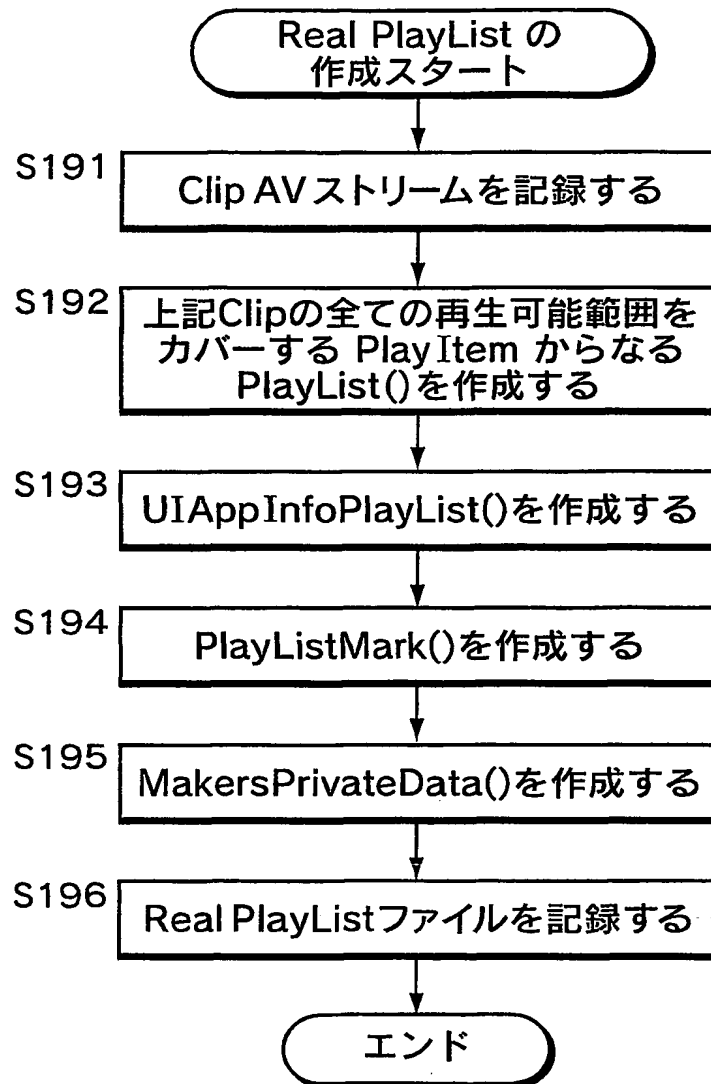 Real PlayList の
作成スタート
S191
Clip AVストリームを記録する
S192
上記Clipの全ての再生可能範囲を
カバーする PlayItem からなる
PlayList()を作成する
S193
UIAppInfoPlayList()を作成する
S194
PlayListMark()を作成する
S195
MakersPrivateData()を作成する
S196
Real PlayListファイルを記録する
エンド